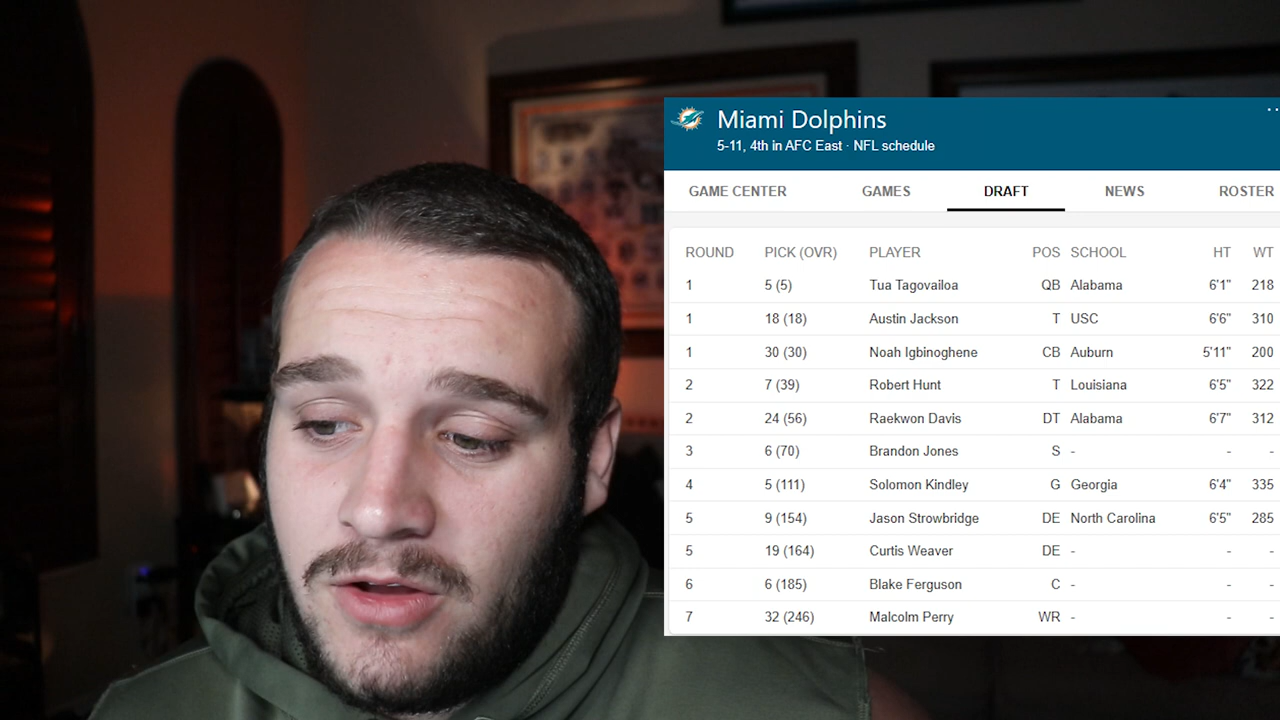 Miami Dolphins
5-11, 4th in AFC East · NFL schedule
GAME CENTER GAMES DRAFT NEWS ROSTER
ROUND PICK (OVR) PLAYER POS SCHOOL HT WT
1 5 (5) Tua Tagovailoa QB Alabama 6'1" 218
1 18 (18) Austin Jackson T USC 6'6" 310
1 30 (30) Noah Igbinoghene CB Auburn 5'11" 200
2 7 (39) Robert Hunt T Louisiana 6'5" 322
2 24 (56) Raekwon Davis DT Alabama 6'7" 312
3 6 (70) Brandon Jones S - - -
4 5 (111) Solomon Kindley G Georgia 6'4" 335
5 9 (154) Jason Strowbridge DE North Carolina 6'5" 285
5 19 (164) Curtis Weaver DE - - -
6 6 (185) Blake Ferguson C - - -
7 32 (246) Malcolm Perry WR - - -